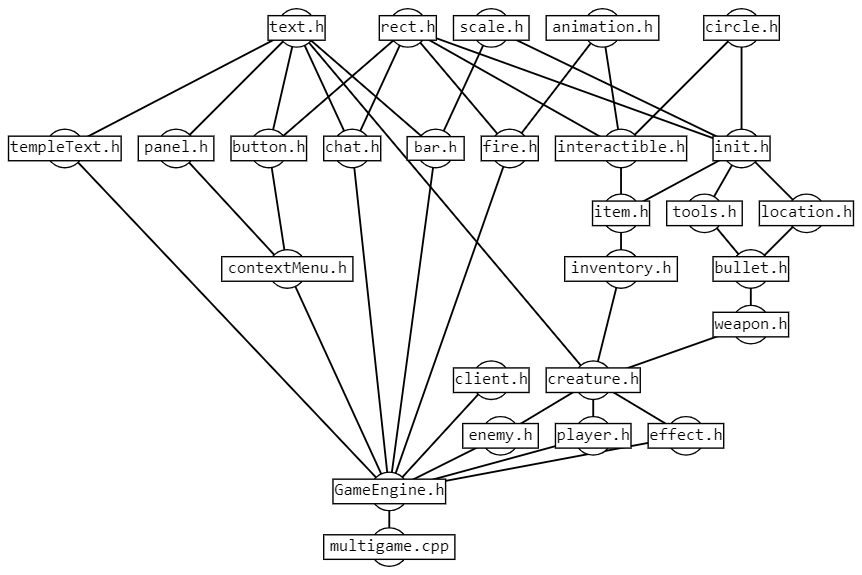 text.h rect.h scale.h animation.h circle.h
templeText.h panel.h button.h chat.h bar.h fire.h interactible.h init.h
item.h tools.h location.h
contextMenu.h inventory.h bullet.h
weapon.h
client.h creature.h
enemy.h player.h effect.h
GameEngine.h
multigame.cpp